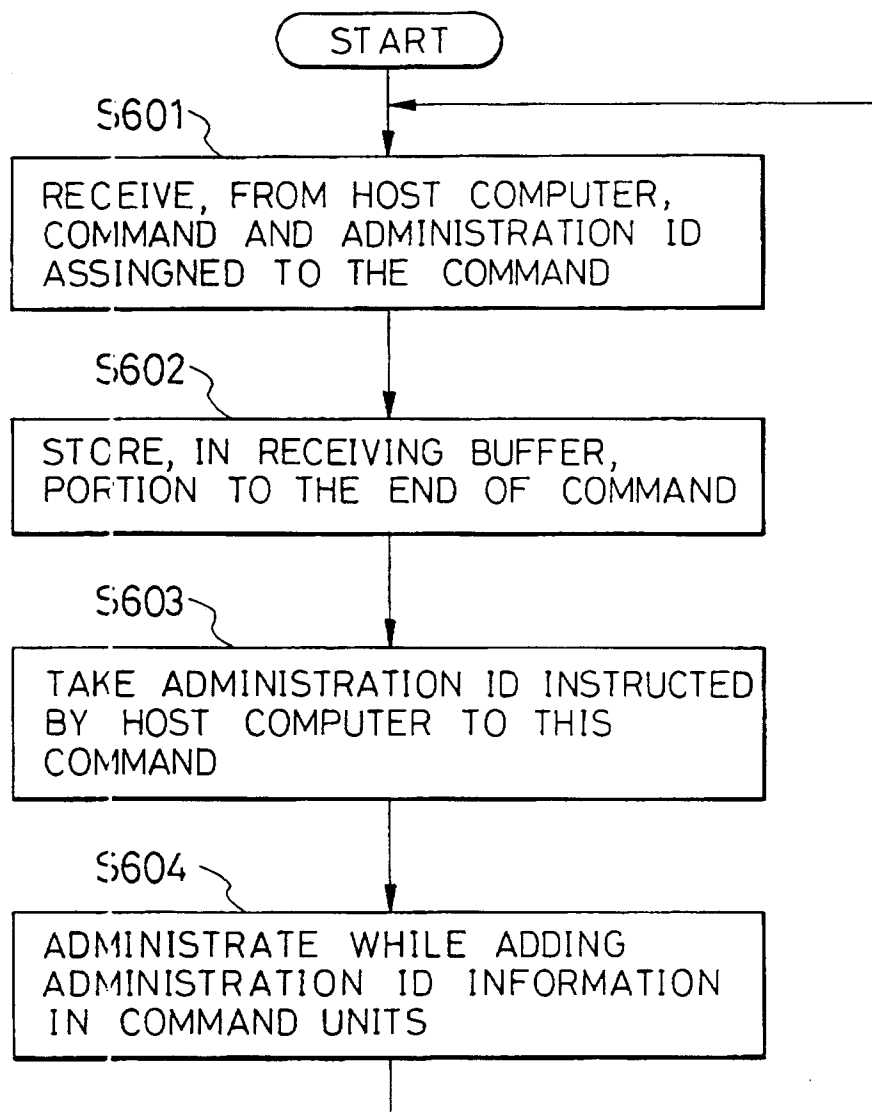 START
S601
RECEIVE, FROM HOST COMPUTER,
COMMAND AND ADMINISTRATION ID
ASSINGNED TO THE COMMAND
S602
STORE, IN RECEIVING BUFFER,
PORTION TO THE END OF COMMAND
S603
TAKE ADMINISTRATION ID INSTRUCTED
BY HOST COMPUTER TO THIS
COMMAND
S604
ADMINISTRATE WHILE ADDING
ADMINISTRATION ID INFORMATION
IN COMMAND UNITS